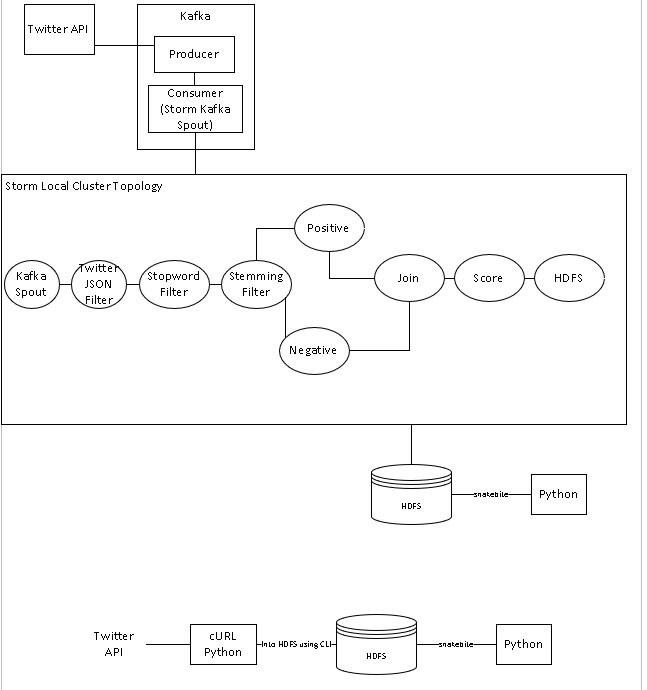 Twitter API
Kafka
Producer
Consumer
(Storm Kafka
Spout)
Storm Local Cluster Topology
Kafka
Spout
Twitter
JSON
Filter
Stopword
Filter
Stemming
Filter
Positive
Negative
Join
Score
HDFS
HDFS
snakebite
Python
Twitter
API
cURL
Python
Into HDFS using CLI
HDFS
snakebite
Python